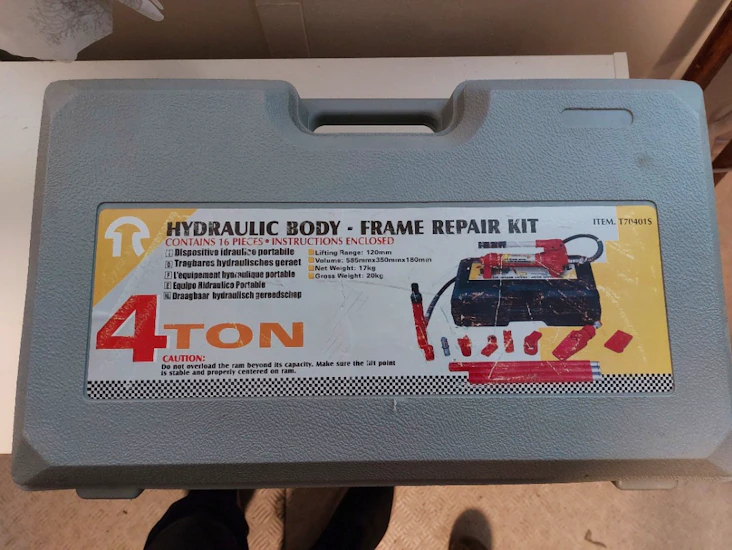 HYDRAULIC BODY - FRAME REPAIR KIT
ITEM. T70401S
CONTAINS 16 PIECES • INSTRUCTIONS ENCLOSED
I Dispositivo idraulico portabile
D Tragbares hydraulisches geraet
F L'equipement hydraulique portable
E Equipo Hidraulico Portable
N Draagbaar hydraulisch gereedschap
Lifting Range: 120mm
Volume: 585mmx350mmx180mm
Net Weight: 17kg
Gross Weight: 20kg
4 TON
CAUTION:
Do not overload the ram beyond its capacity. Make sure the lift point
is stable and properly centered on ram.